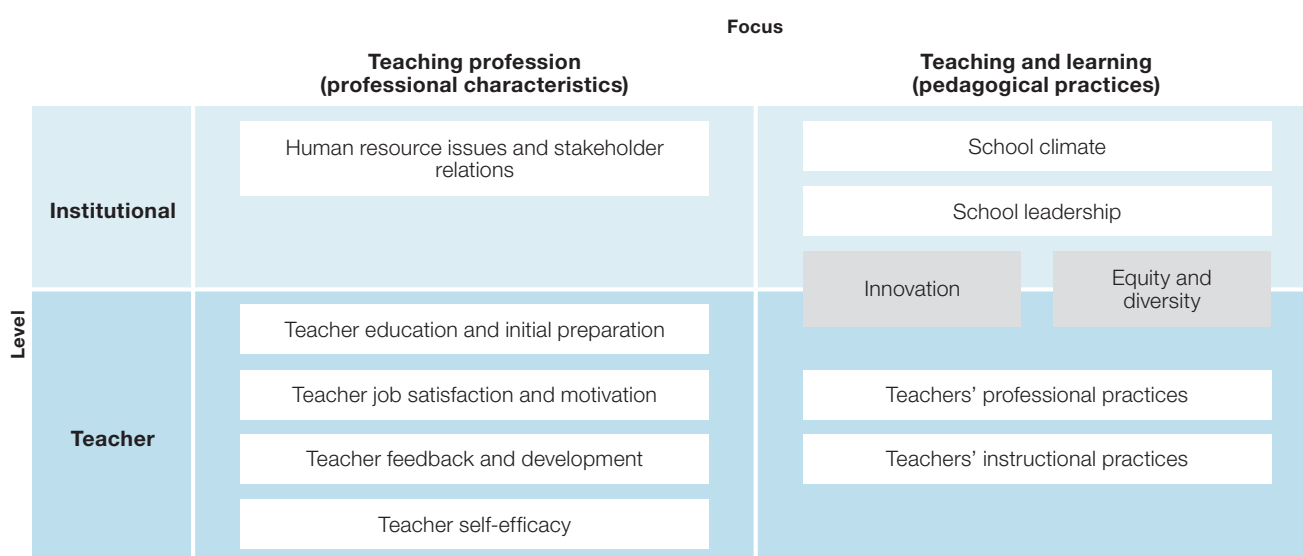 Focus
Teaching profession
(professional characteristics)
Teaching and learning
(pedagogical practices)
Level
Institutional
Human resource issues and stakeholder
relations
School climate
School leadership
Innovation
Equity and
diversity
Teacher
Teacher education and initial preparation
Teacher job satisfaction and motivation
Teacher feedback and development
Teacher self-efficacy
Teachers’ professional practices
Teachers’ instructional practices